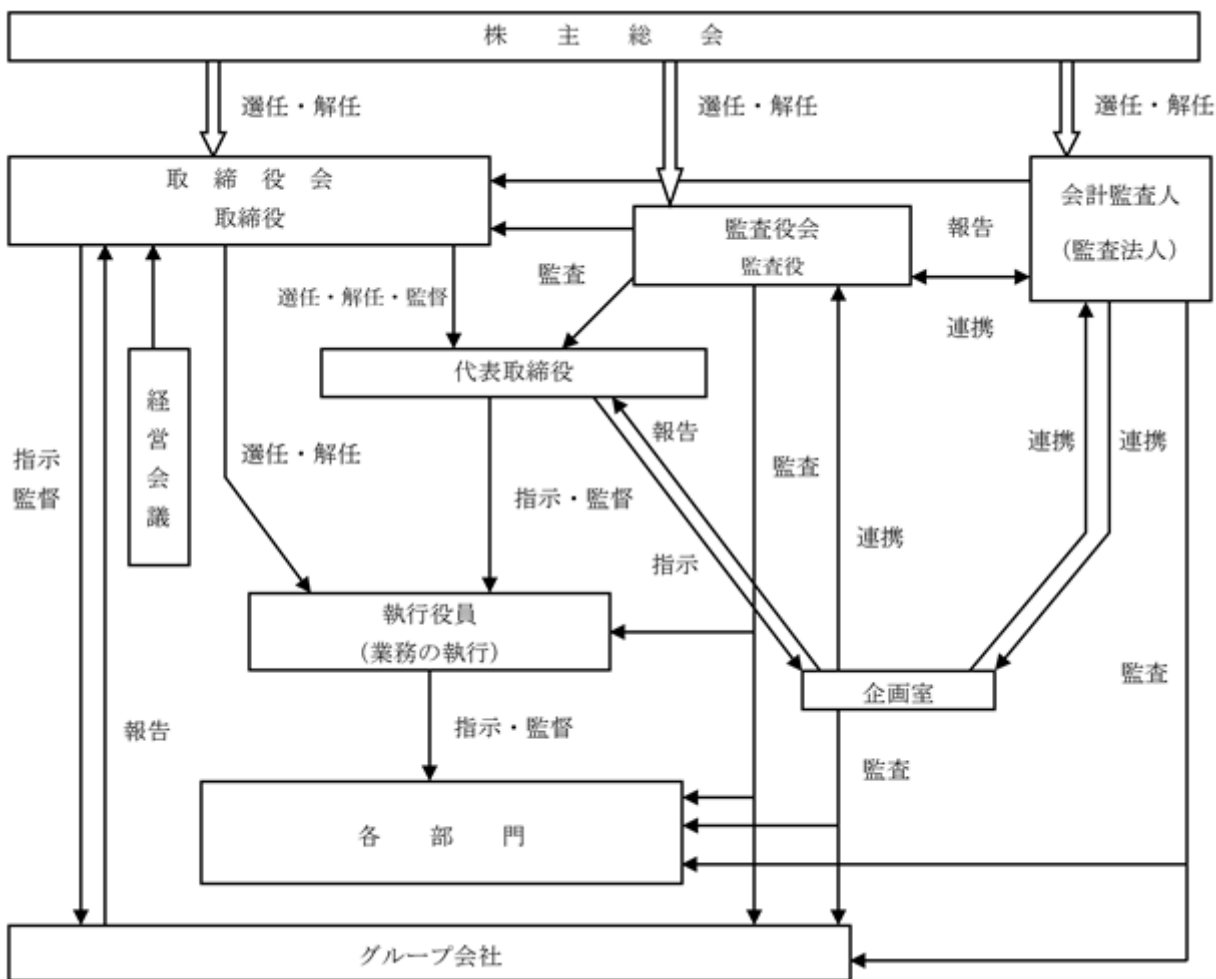 株主総会
選任・解任
選任・解任
選任・解任
取締役会
取締役
会計監査人
(監査法人)
監査役会
監査役
報告
監査
選任・解任・監督
連携
代表取締役
経営会議
報告
連携
連携
指示
監督
選任・解任
監査
指示・監督
連携
指示
執行役員
(業務の執行)
企画室
監査
報告
指示・監督
監査
各部門
グループ会社